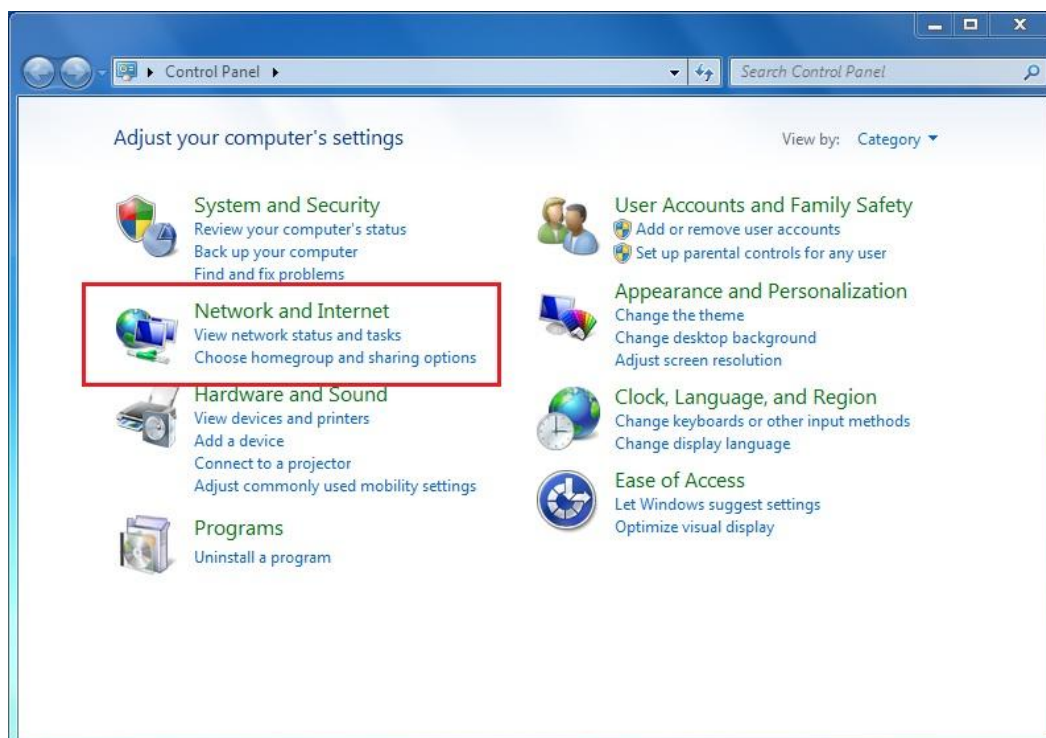 Control Panel
Search Control Panel
Adjust your computer's settings
View by: Category
System and Security
Review your computer's status
Back up your computer
Find and fix problems
Network and Internet
View network status and tasks
Choose homegroup and sharing options
Hardware and Sound
View devices and printers
Add a device
Connect to a projector
Adjust commonly used mobility settings
Programs
Uninstall a program
User Accounts and Family Safety
Add or remove user accounts
Set up parental controls for any user
Appearance and Personalization
Change the theme
Change desktop background
Adjust screen resolution
Clock, Language, and Region
Change keyboards or other input methods
Change display language
Ease of Access
Let Windows suggest settings
Optimize visual display